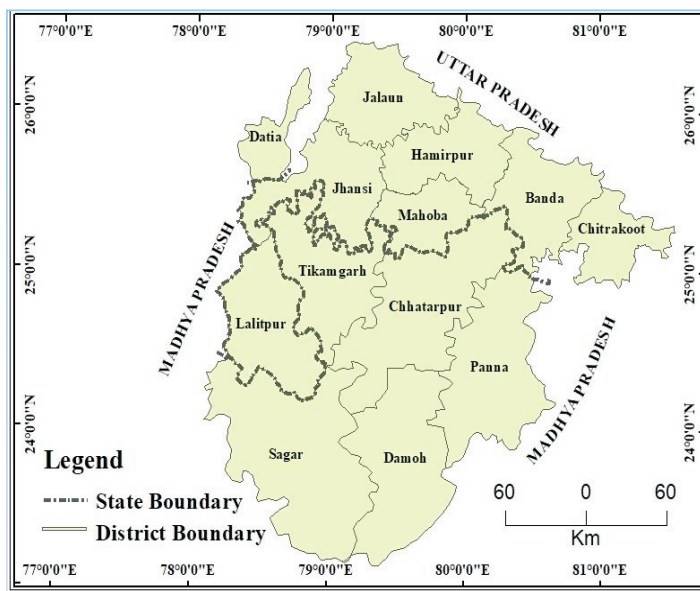 77°0'0"E 78°0'0"E 79°0'0"E 80°0'0"E 81°0'0"E
26°0'0"N
25°0'0"N
24°0'0"N
26°0'0"N
25°0'0"N
24°0'0"N
UTTAR PRADESH
MADHYA PRADESH
MADHYA PRADESH
Jalaun
Datia
Hamirpur
Jhansi
Banda
Mahoba
Chitrakoot
Tikamgarh
Chhatarpur
Lalitpur
Panna
Sagar
Damoh
Legend
State Boundary
District Boundary
60 0 60
Km
77°0'0"E 78°0'0"E 79°0'0"E 80°0'0"E 81°0'0"E